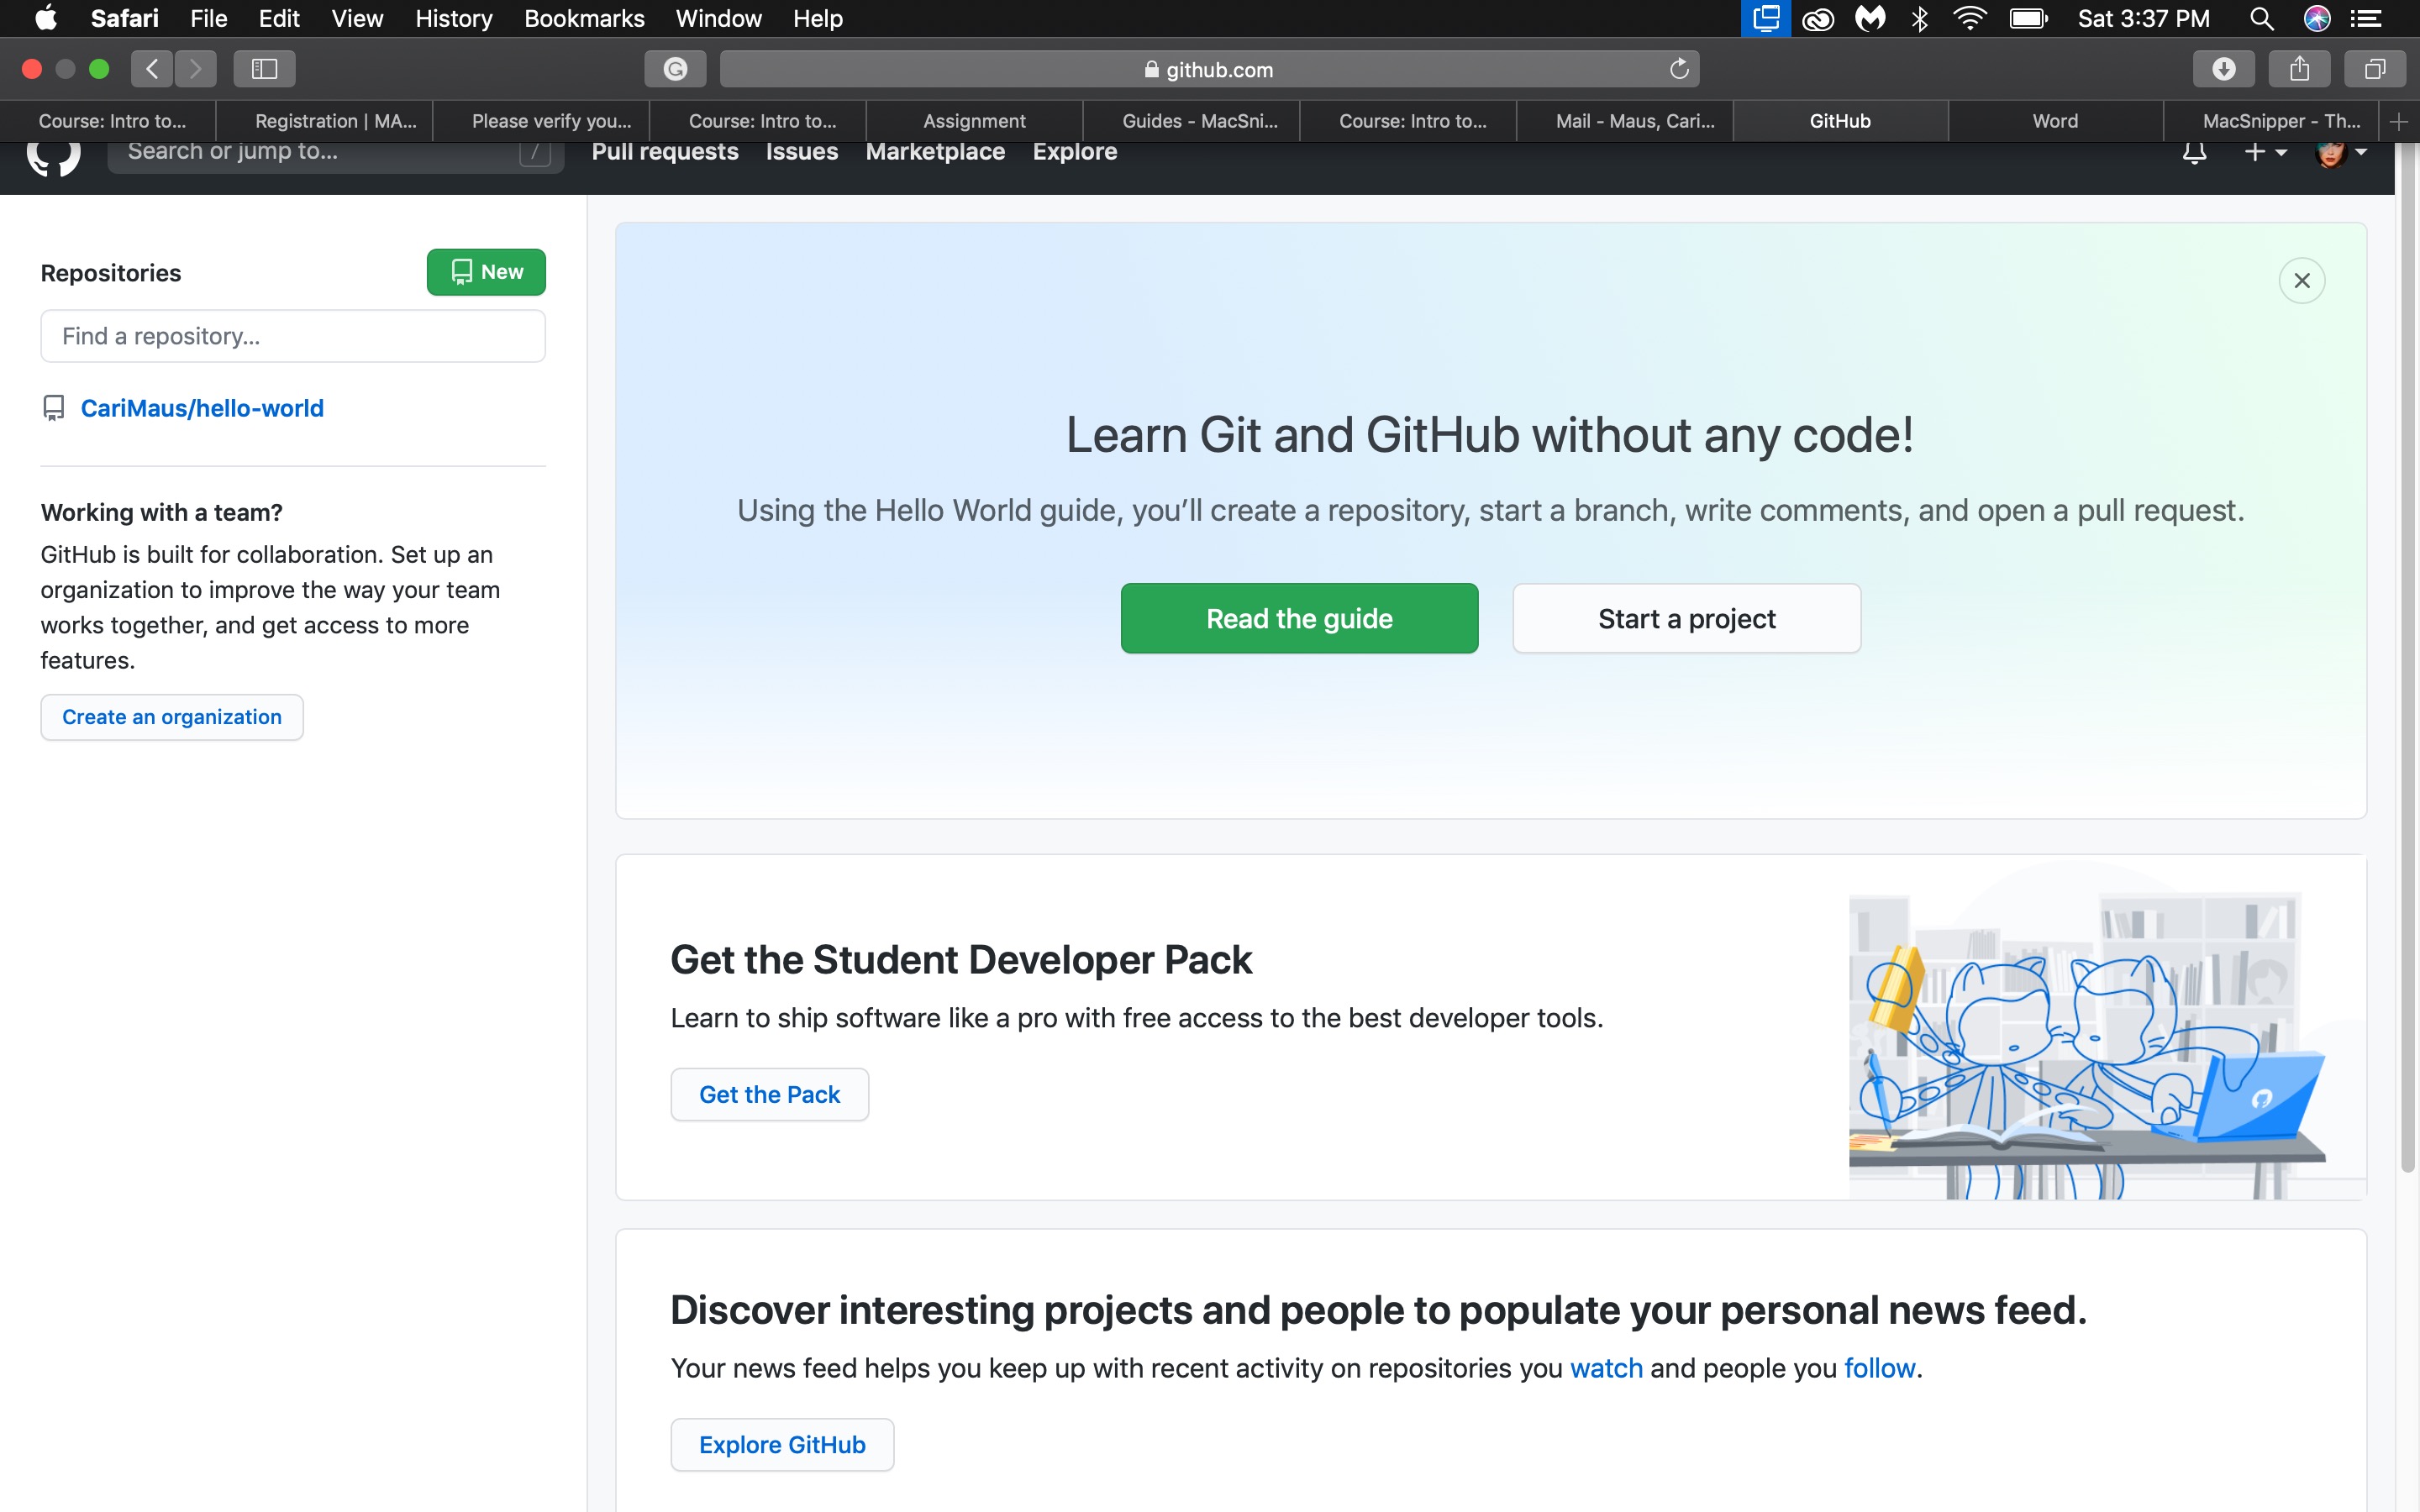 Safari File Edit View History Bookmarks Window Help Sat 3:37 PM
github.com
Course: Intro to... Registration | MA... Please verify you... Course: Intro to... Assignment Guides - MacSni... Course: Intro to... Mail - Maus, Cari... GitHub Word MacSnipper - Th...
Search or jump to... / Pull requests Issues Marketplace Explore
Repositories
New
Find a repository...
CariMaus/hello-world
Working with a team?
GitHub is built for collaboration. Set up an
organization to improve the way your team
works together, and get access to more
features.
Create an organization
Learn Git and GitHub without any code!
Using the Hello World guide, you’ll create a repository, start a branch, write comments, and open a pull request.
Read the guide
Start a project
Get the Student Developer Pack
Learn to ship software like a pro with free access to the best developer tools.
Get the Pack
Discover interesting projects and people to populate your personal news feed.
Your news feed helps you keep up with recent activity on repositories you watch and people you follow.
Explore GitHub